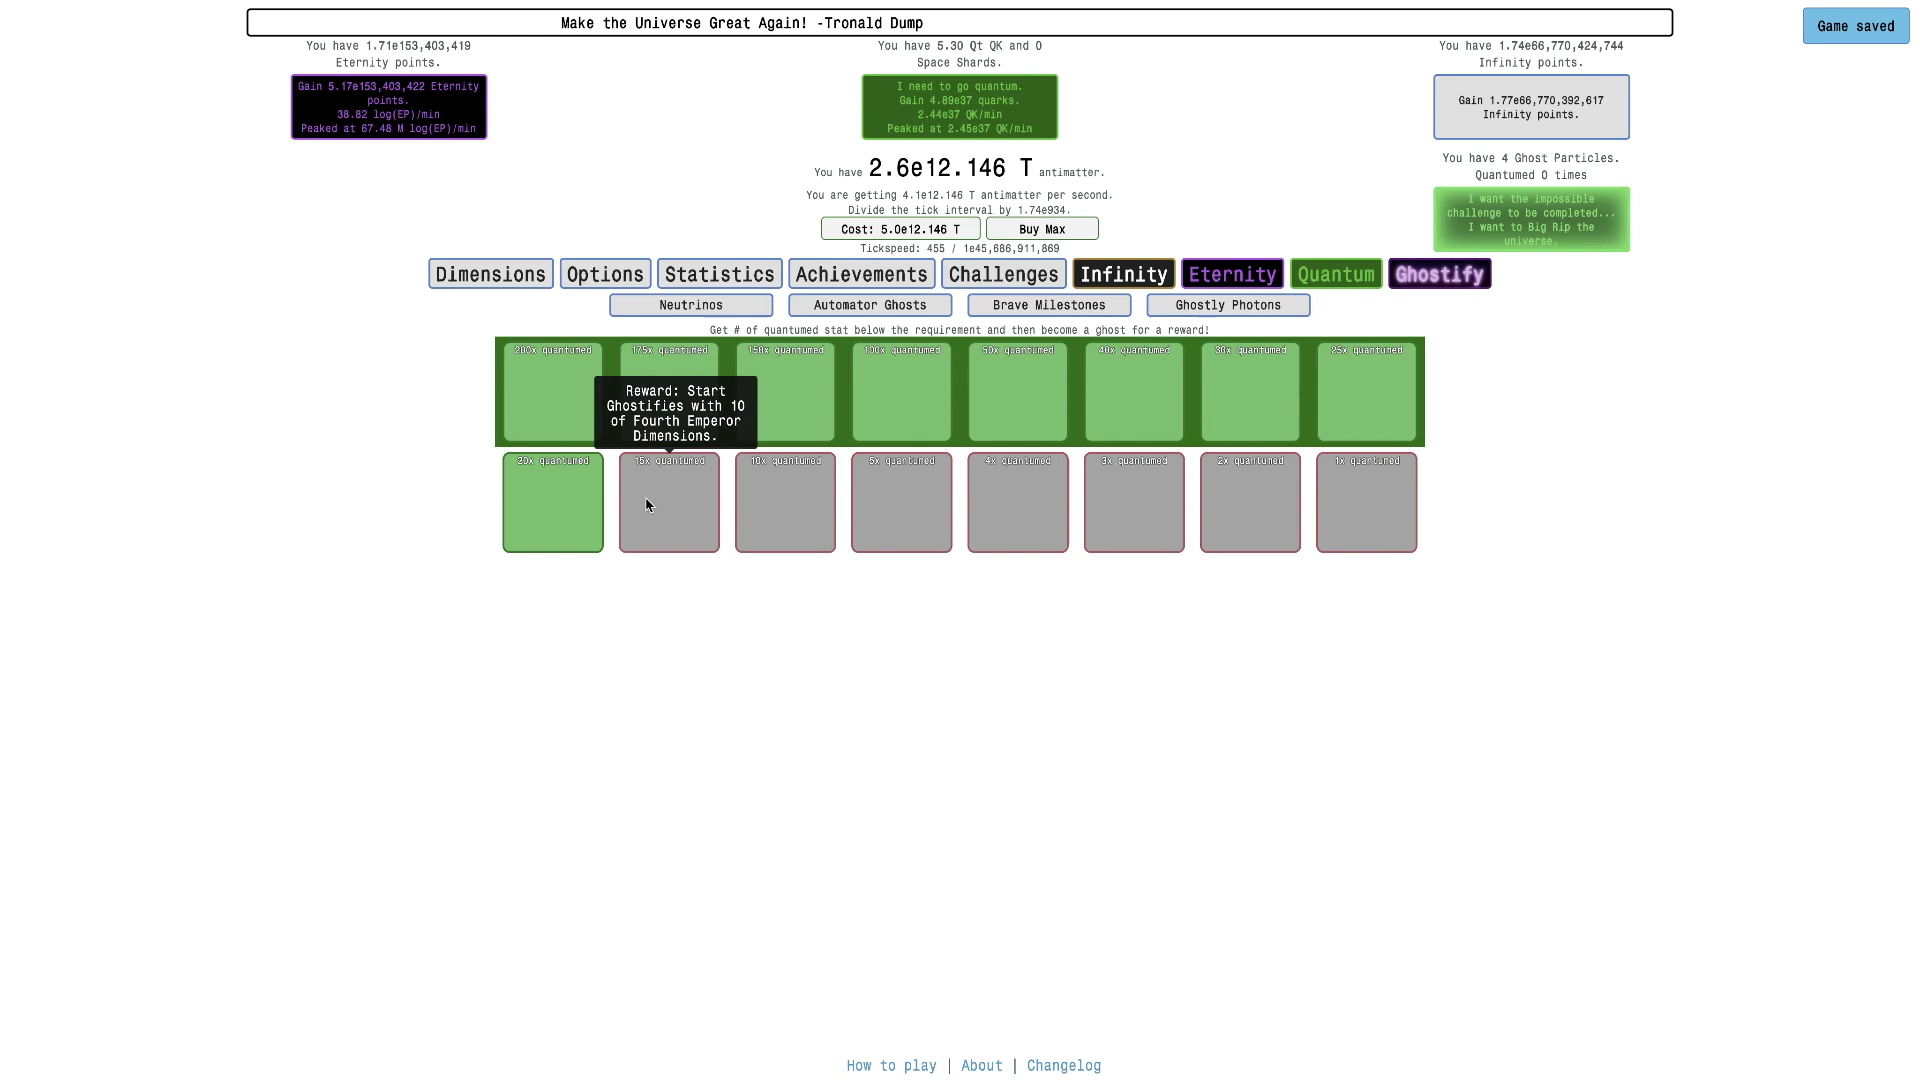 Make the Universe Great Again! -Tronald Dump
Game saved
You have 1.71e153,403,419
Eternity points.
Gain 5.17e153,403,422 Eternity
points.
38.82 log(EP)/min
Peaked at 67.48 M log(EP)/min
You have 5.30 Qt QK and 0
Space Shards.
I need to go quantum.
Gain 4.89e37 quarks.
2.44e37 QK/min
Peaked at 2.45e37 QK/min
You have 1.74e66,770,424,744
Infinity points.
Gain 1.77e66,770,392,617
Infinity points.
You have 4 Ghost Particles.
Quantumed 0 times
I want the impossible
challenge to be completed...
I want to Big Rip the
universe.
You have 2.6e12.146 T antimatter.
You are getting 4.1e12.146 T antimatter per second.
Divide the tick interval by 1.74e934.
Cost: 5.0e12.146 T
Buy Max
Tickspeed: 455 / 1e45,686,911,869
Dimensions
Options
Statistics
Achievements
Challenges
Infinity
Eternity
Quantum
Ghostify
Neutrinos
Automator Ghosts
Brave Milestones
Ghostly Photons
Get # of quantumed stat below the requirement and then become a ghost for a reward!
200x quantumed
175x quantumed
150x quantumed
100x quantumed
50x quantumed
40x quantumed
30x quantumed
25x quantumed
Reward: Start
Ghostifies with 10
of Fourth Emperor
Dimensions.
20x quantumed
15x quantumed
10x quantumed
5x quantumed
4x quantumed
3x quantumed
2x quantumed
1x quantumed
How to play | About | Changelog